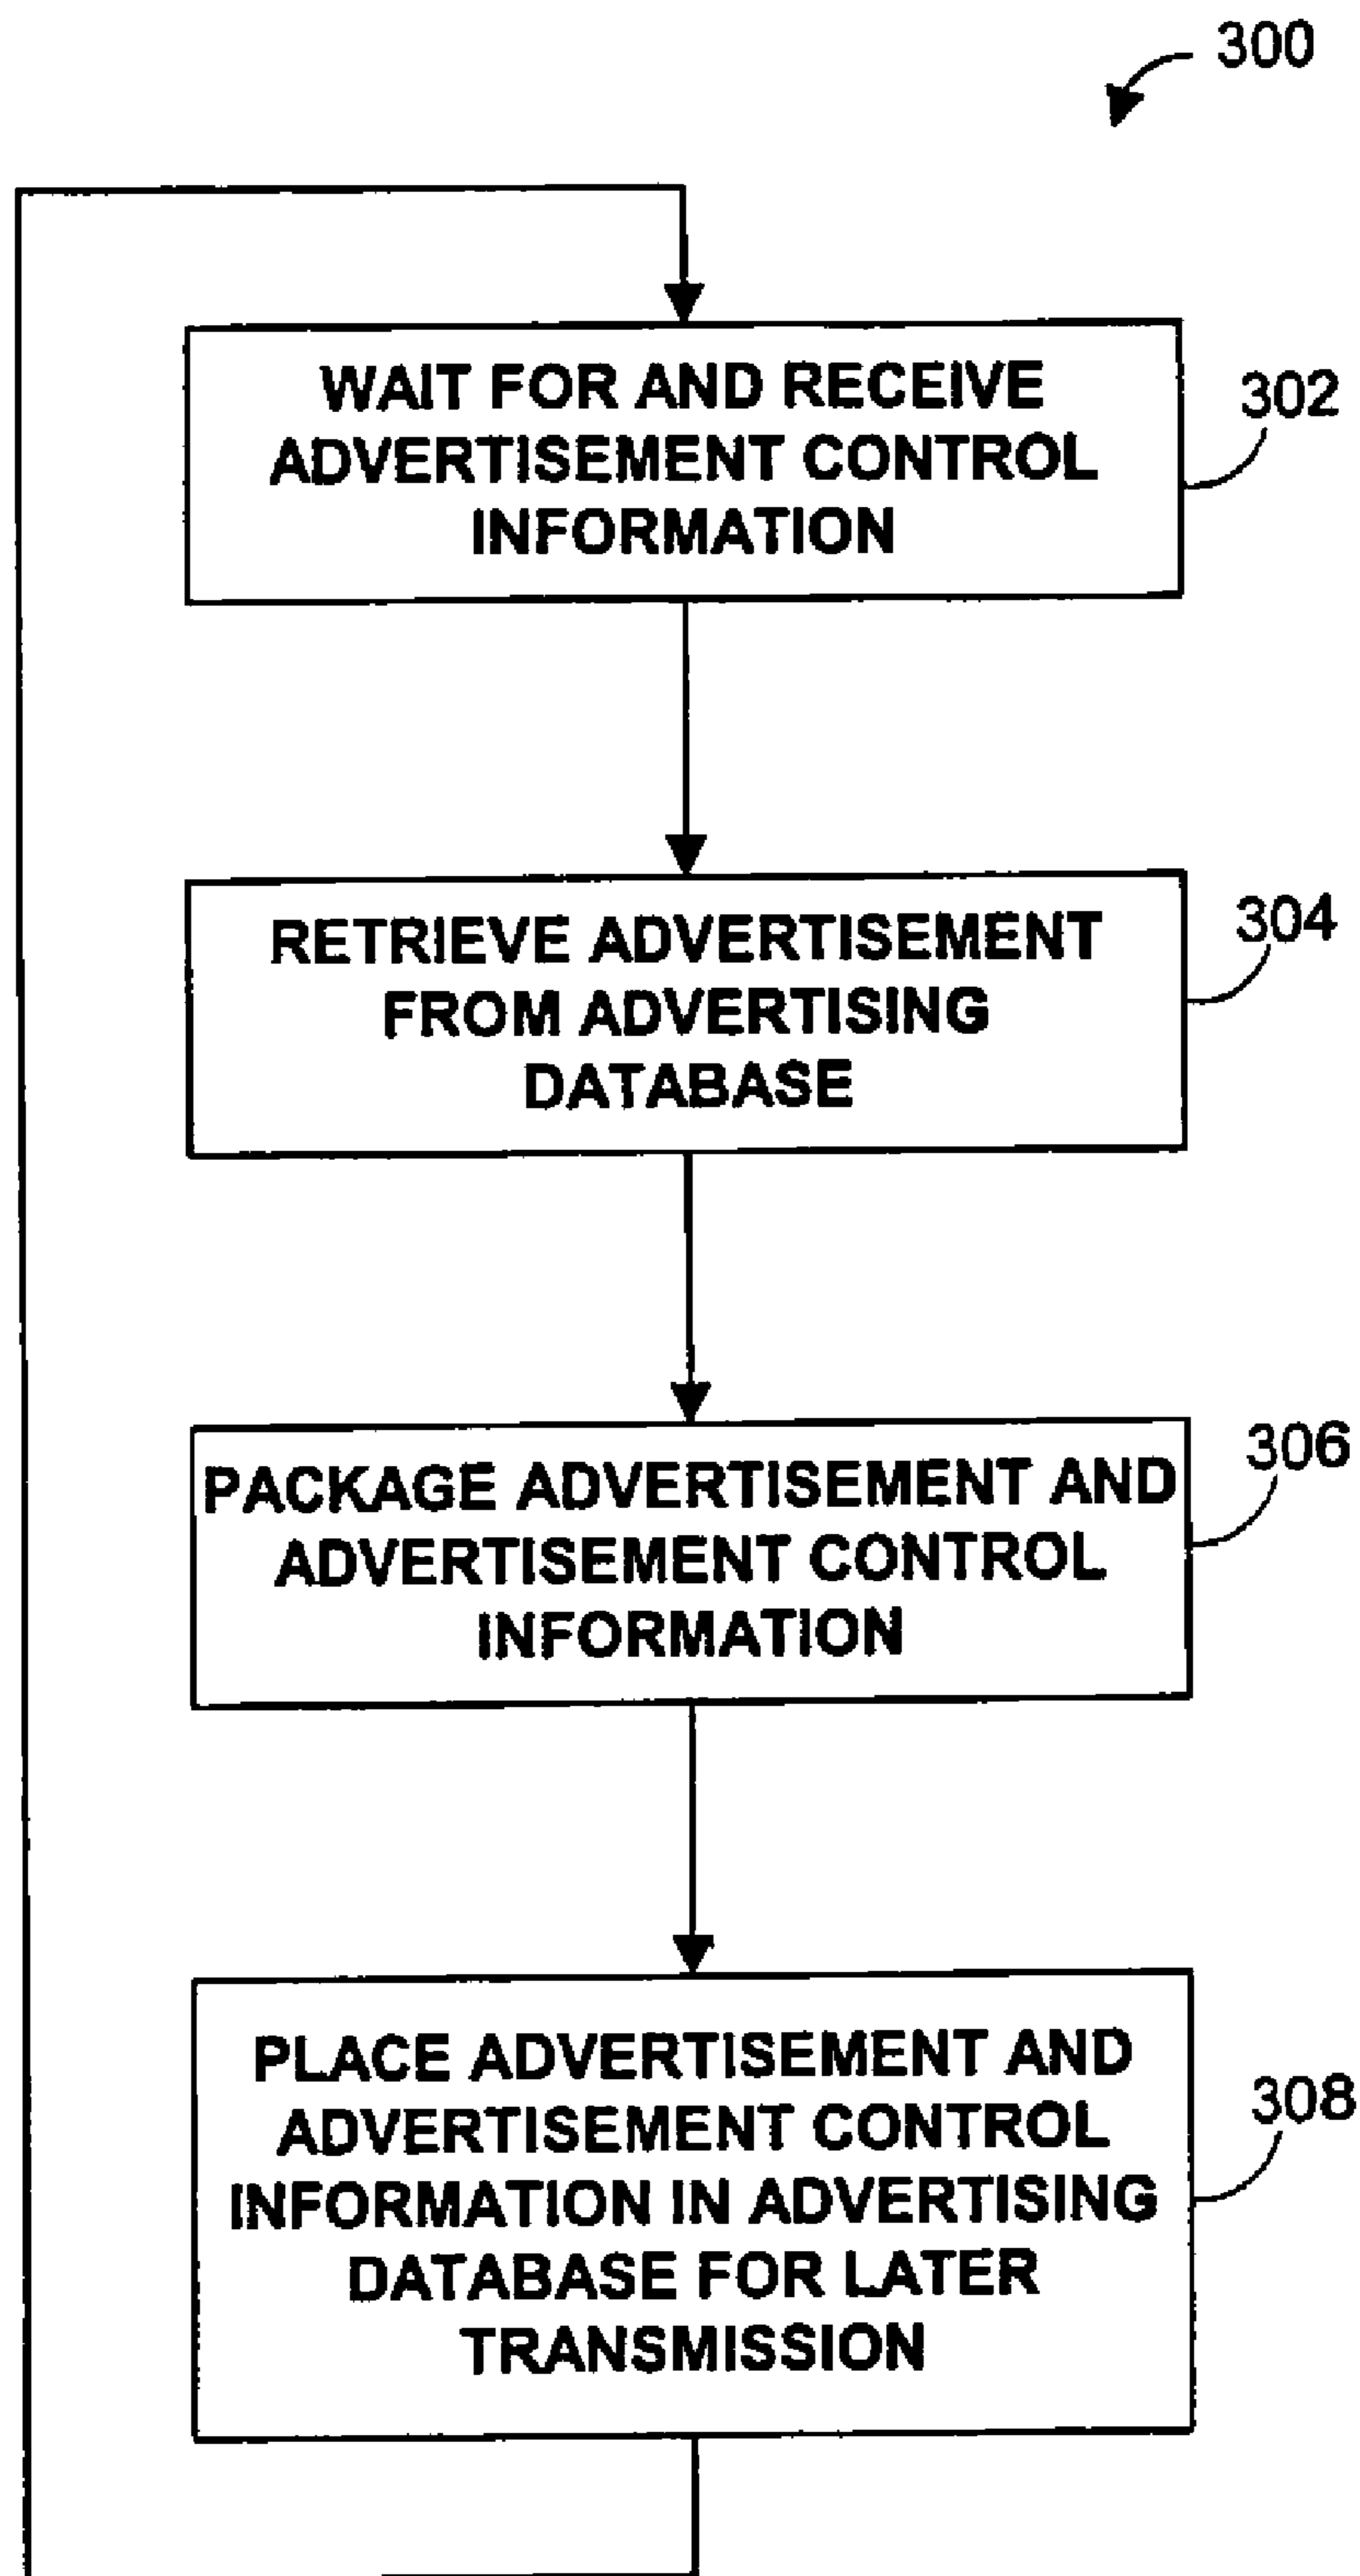 300
WAIT FOR AND RECEIVE
ADVERTISEMENT CONTROL
INFORMATION
302
RETRIEVE ADVERTISEMENT
FROM ADVERTISING
DATABASE
304
PACKAGE ADVERTISEMENT AND
ADVERTISEMENT CONTROL
INFORMATION
306
PLACE ADVERTISEMENT AND
ADVERTISEMENT CONTROL
INFORMATION IN ADVERTISING
DATABASE FOR LATER
TRANSMISSION
308